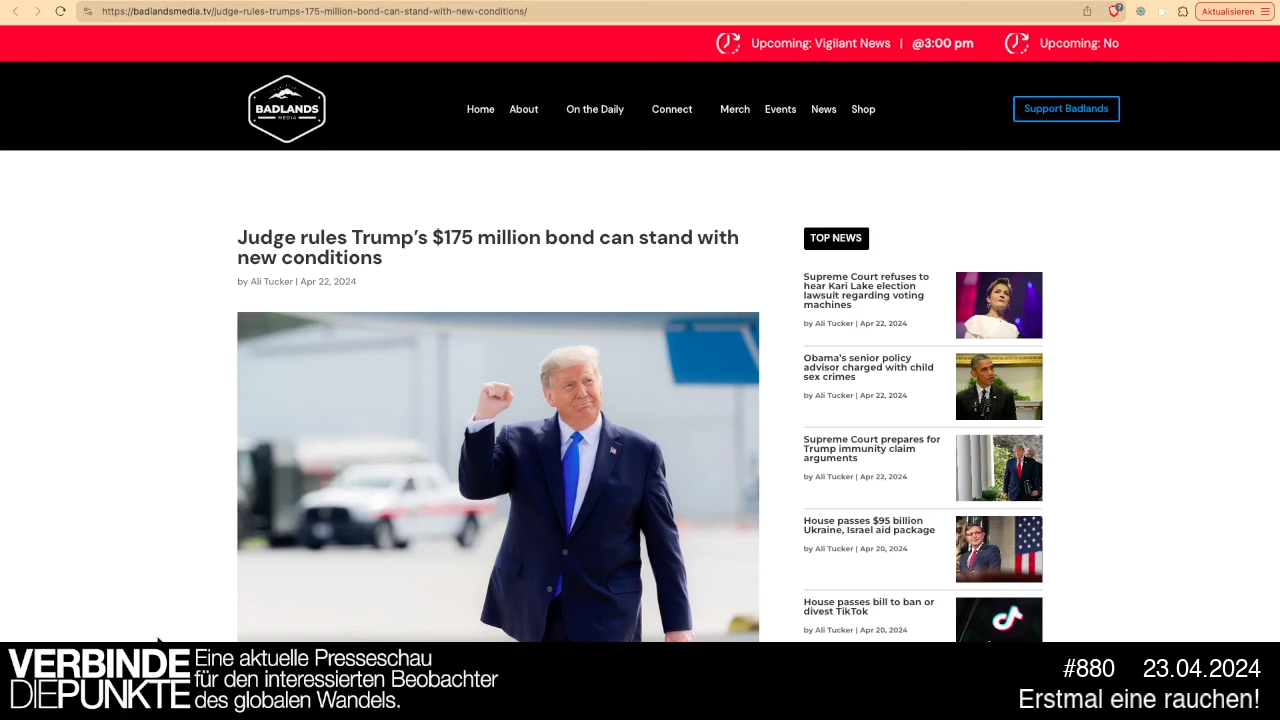 https://badlandsmedia.tv/judge-rules-trumps-175-million-bond-can-stand-with-new-conditions/
Aktualisieren
Upcoming: Vigilant News | @3:00 pm
Upcoming: No
BADLANDS
MEDIA
Home About On the Daily Connect Merch Events News Shop
Support Badlands
Judge rules Trump’s $175 million bond can stand with
new conditions
by Ali Tucker | Apr 22, 2024
TOP NEWS
Supreme Court refuses to
hear Kari Lake election
lawsuit regarding voting
machines
by Ali Tucker | Apr 22, 2024
Obama’s senior policy
advisor charged with child
sex crimes
by Ali Tucker | Apr 22, 2024
Supreme Court prepares for
Trump immunity claim
arguments
by Ali Tucker | Apr 22, 2024
House passes $95 billion
Ukraine, Israel aid package
by Ali Tucker | Apr 20, 2024
House passes bill to ban or
divest TikTok
by Ali Tucker | Apr 20, 2024
VERBINDE
DIEPUNKTE
Eine aktuelle Presseschau
für den interessierten Beobachter
des globalen Wandels.
#880 23.04.2024
Erstmal eine rauchen!